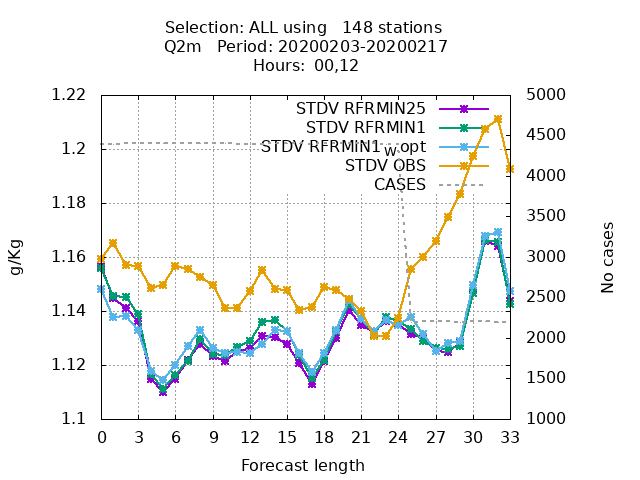 Selection: ALL using   148 stations
Q2m   Period: 20200203-20200217
Hours:  00,12
1.22
1.2
1.18
1.16
1.14
1.12
1.1
g/Kg
STDV RFRMIN25
STDV RFRMIN1
STDV RFRMIN1wopt
STDV OBS
CASES
5000
4500
4000
3500
3000
2500
2000
1500
1000
No cases
0 3 6 9 12 15 18 21 24 27 30 33
Forecast length